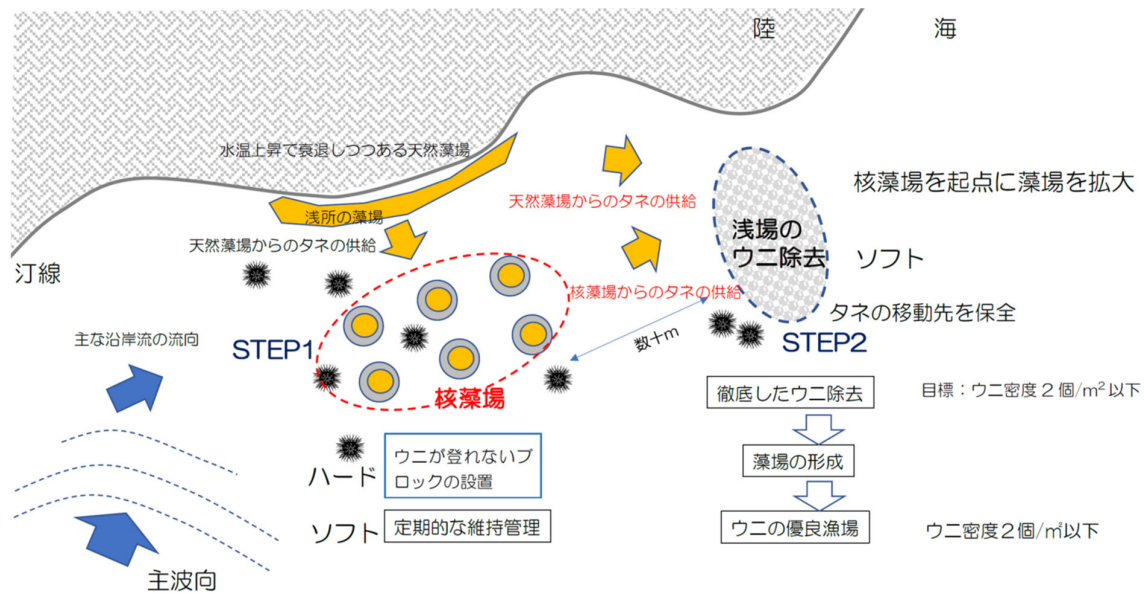 陸
海
水温上昇で衰退しつつある天然藻場
浅所の藻場
天然藻場からのタネの供給
天然藻場からのタネの供給
核藻場を起点に藻場を拡大
浅場の
ウニ除去
ソフト
汀線
核藻場からのタネの供給
タネの移動先を保全
主な沿岸流の流向
STEP1
数十m
STEP2
核藻場
徹底したウニ除去
目標:ウニ密度2個/m²以下
ハード
ウニが登れないブ
ロックの設置
藻場の形成
ソフト
定期的な維持管理
ウニの優良漁場
ウニ密度2個/㎡以下
主波向